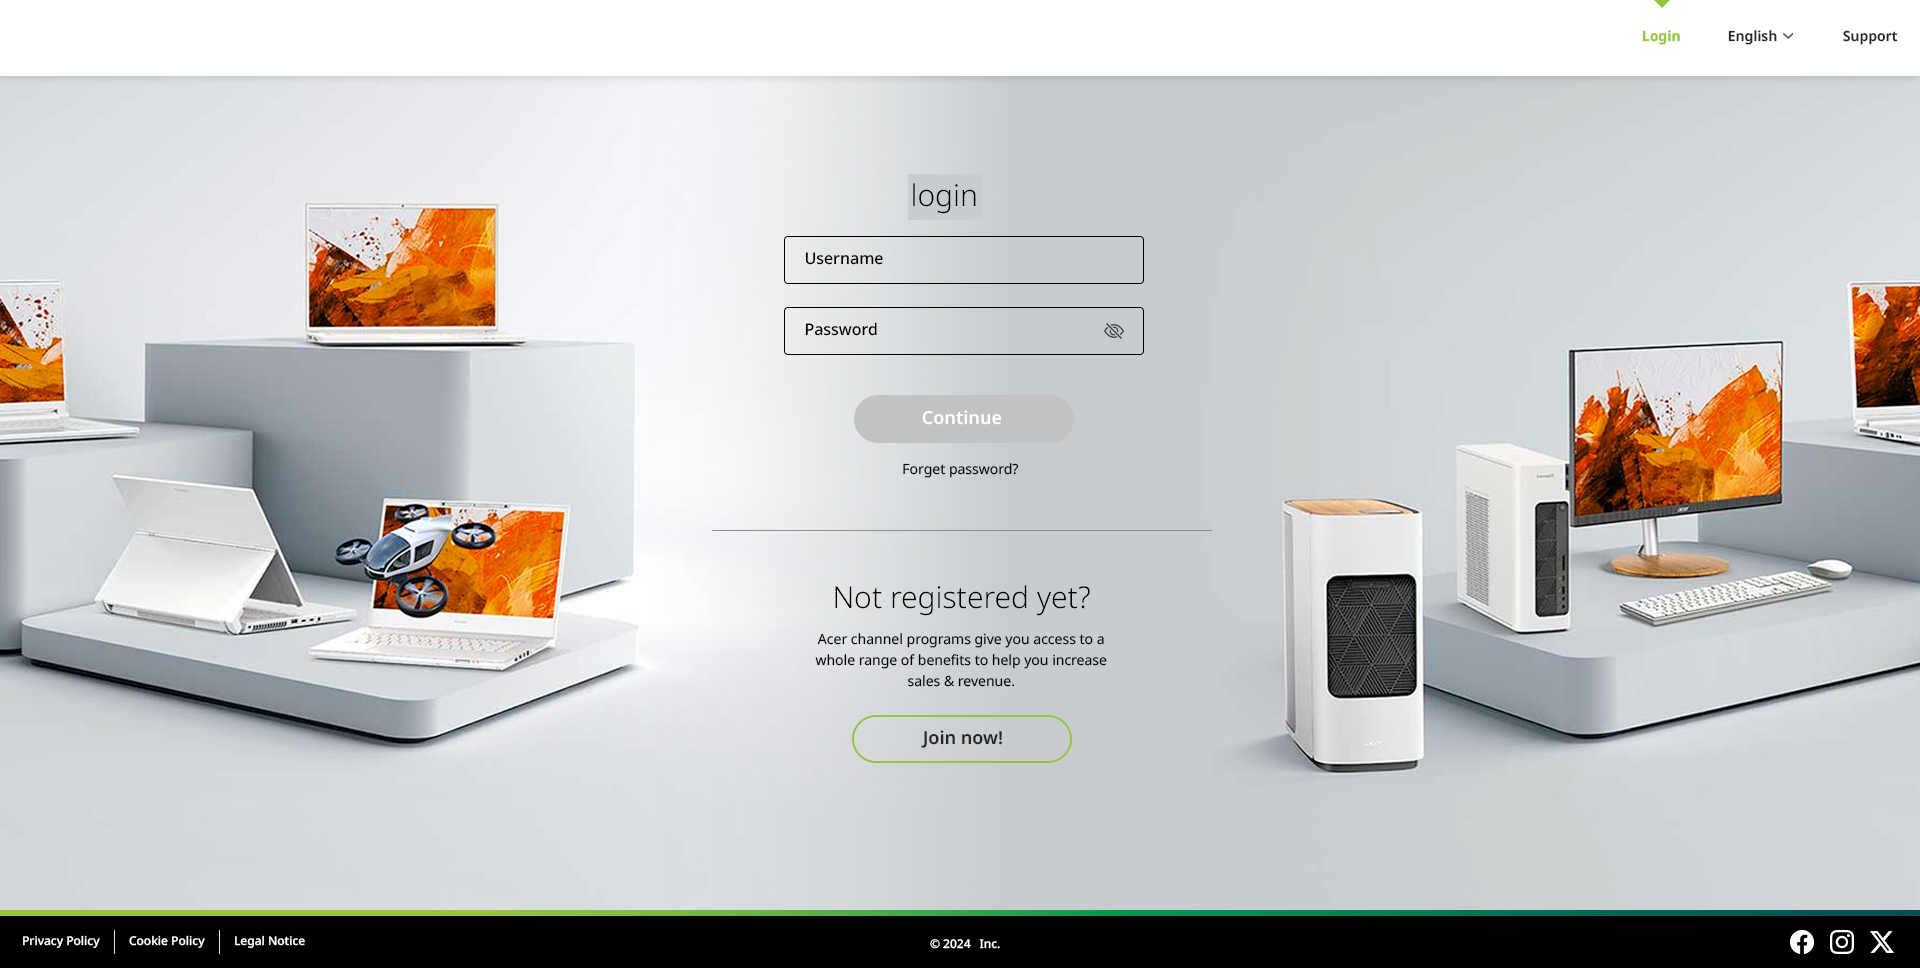 Login
English
Support
login
Username
Password
Continue
Forget password?
Not registered yet?
Acer channel programs give you access to a
whole range of benefits to help you increase
sales & revenue.
Join now!
acer
Privacy Policy
Cookie Policy
Legal Notice
© 2024 Inc.